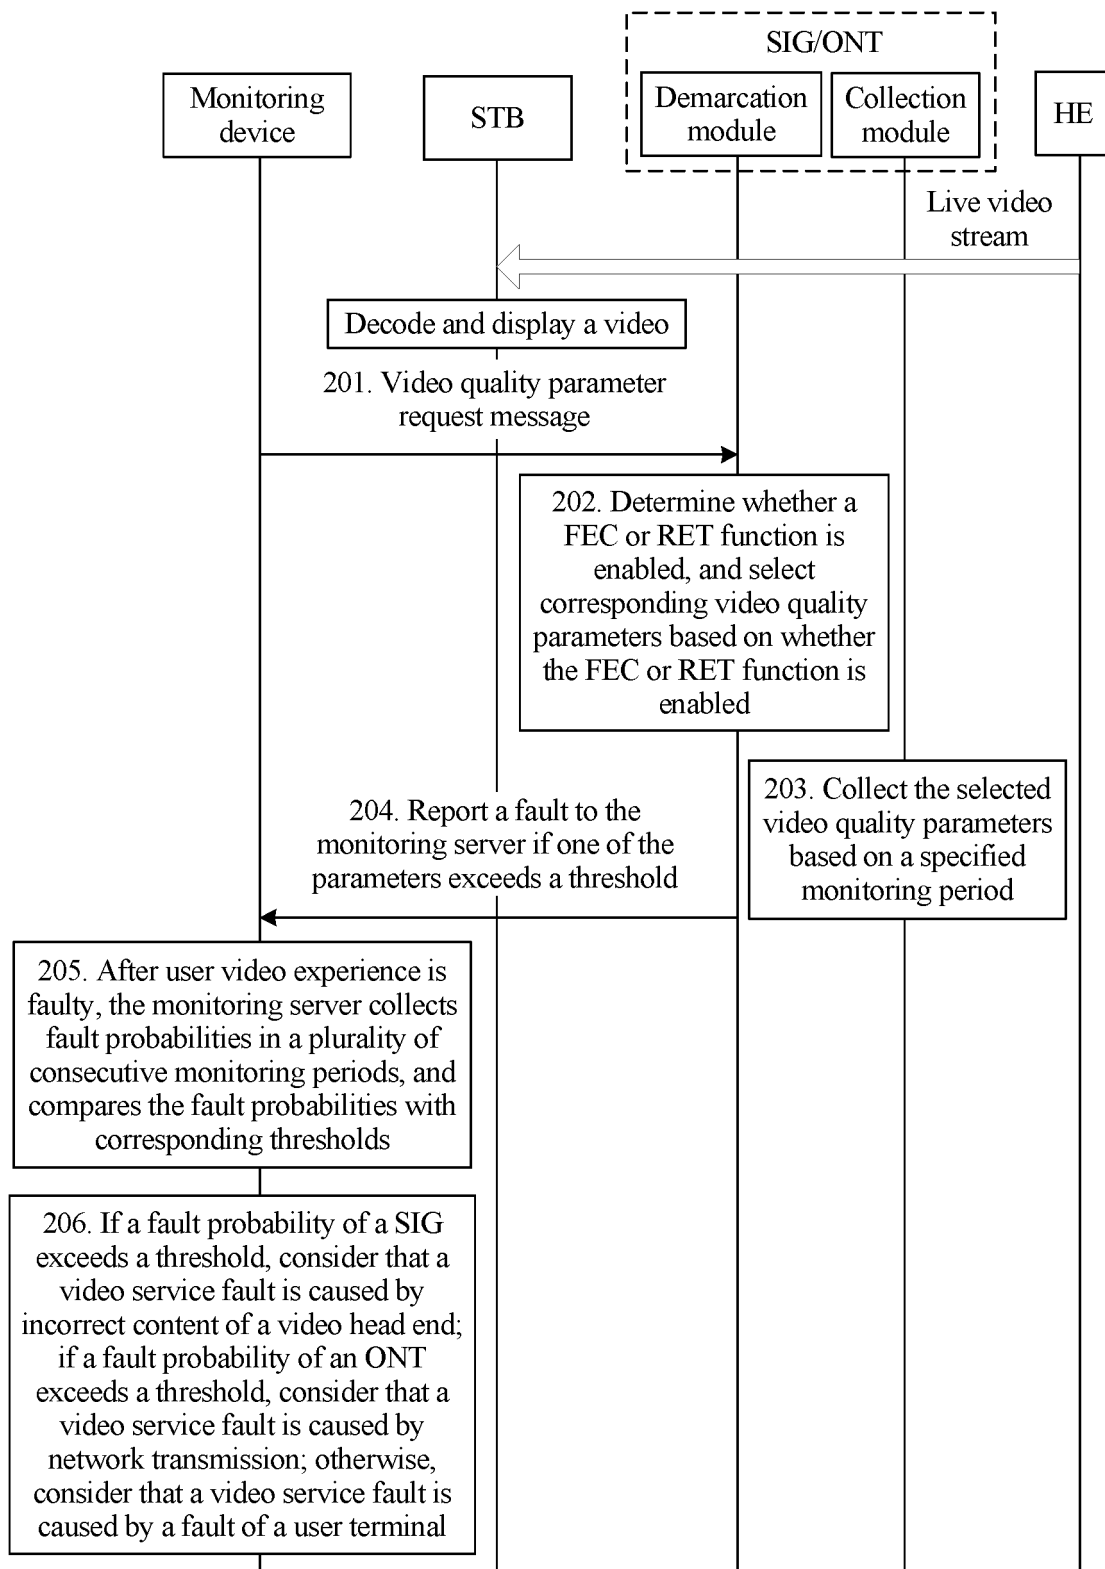 SIG/ONT
Monitoring
device
STB
Demarcation
module
Collection
module
HE
Live video
stream
Decode and display a video
201. Video quality parameter
request message
202. Determine whether a
FEC or RET function is
enabled, and select
corresponding video quality
parameters based on whether
the FEC or RET function is
enabled
203. Collect the selected
video quality parameters
based on a specified
monitoring period
204. Report a fault to the
monitoring server if one of the
parameters exceeds a threshold
205. After user video experience is
faulty, the monitoring server collects
fault probabilities in a plurality of
consecutive monitoring periods, and
compares the fault probabilities with
corresponding thresholds
206. If a fault probability of a SIG
exceeds a threshold, consider that a
video service fault is caused by
incorrect content of a video head end;
if a fault probability of an ONT
exceeds a threshold, consider that a
video service fault is caused by
network transmission; otherwise,
consider that a video service fault is
caused by a fault of a user terminal